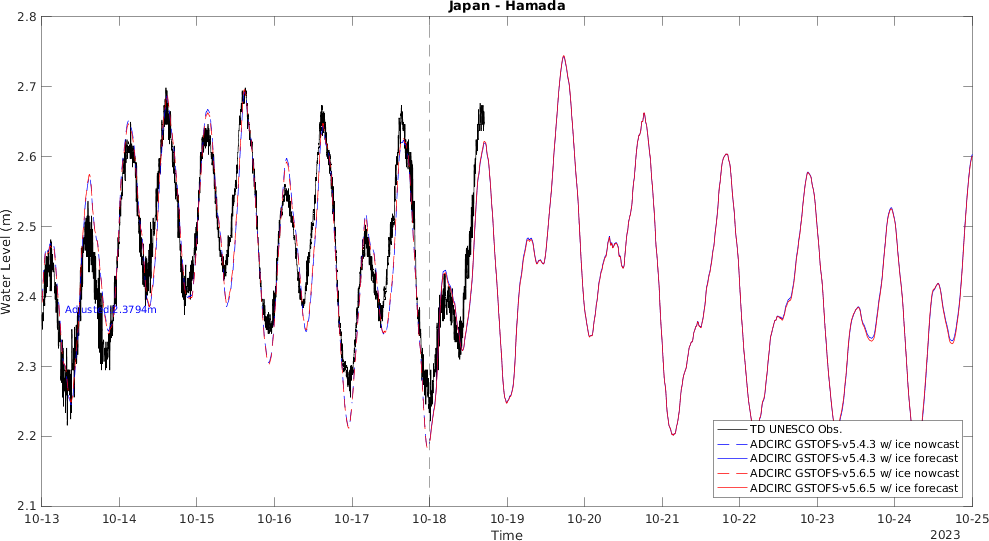 Japan - Hamada
2.8
2.7
2.6
2.5
2.4
2.3
2.2
2.1
Water Level (m)
Adjusted 2.3794m
TD UNESCO Obs.
ADCIRC GSTOFS-v5.4.3 w/ ice nowcast
ADCIRC GSTOFS-v5.4.3 w/ ice forecast
ADCIRC GSTOFS-v5.6.5 w/ ice nowcast
ADCIRC GSTOFS-v5.6.5 w/ ice forecast
10-13 10-14 10-15 10-16 10-17 10-18 10-19 10-20 10-21 10-22 10-23 10-24 10-25
Time
2023